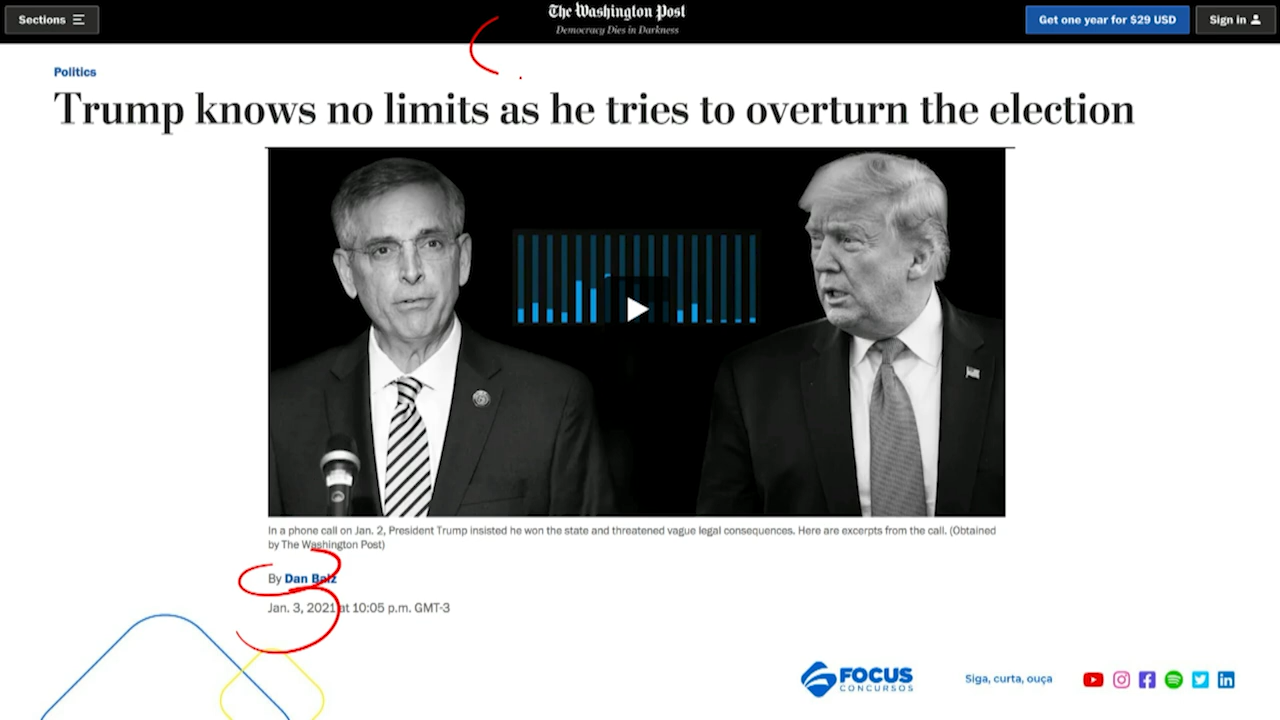 Sections
The Washington Post
Democracy Dies in Darkness
Get one year for $29 USD
Sign in
Politics
Trump knows no limits as he tries to overturn the election
In a phone call on Jan. 2, President Trump insisted he won the state and threatened vague legal consequences. Here are excerpts from the call. (Obtained
by The Washington Post)
By Dan Balz
Jan. 3, 2021 at 10:05 p.m. GMT-3
FOCUS
CONCURSOS
Siga, curta, ouça